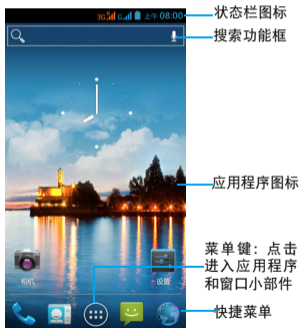 3G G 上午 08:00
状态栏图标
搜索功能框
应用程序图标
菜单键：点击
进入应用程序
和窗口小部件
相机
设置
快捷菜单